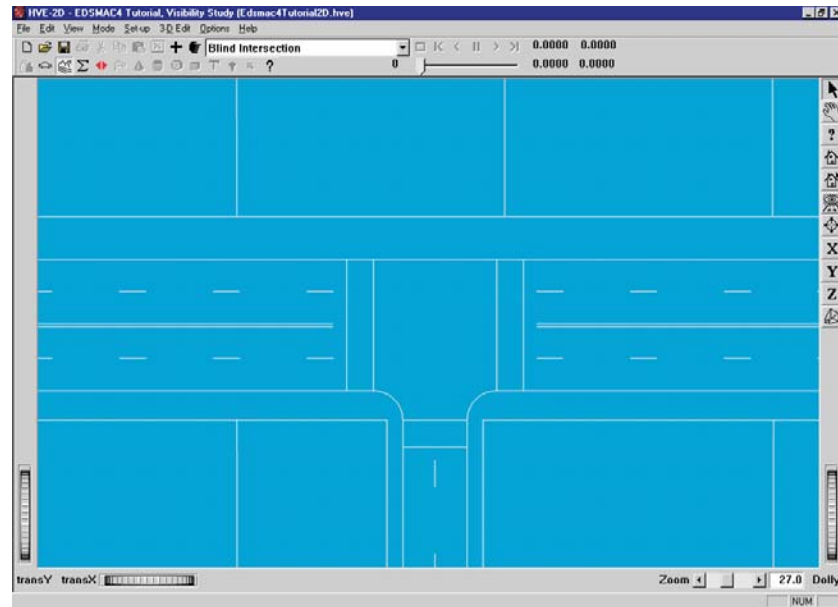 HVE-2D - EDSMAC4 Tutorial, Visibility Study [Edsmac4Tutorial2D.hve]
File Edit View Mode Set-up 3-D Edit Options Help
Blind Intersection 0.0000 0.0000
? 0 0.0000 0.0000
?
X
Y
Z
transY transX Zoom 27.0 Dolly
NUM